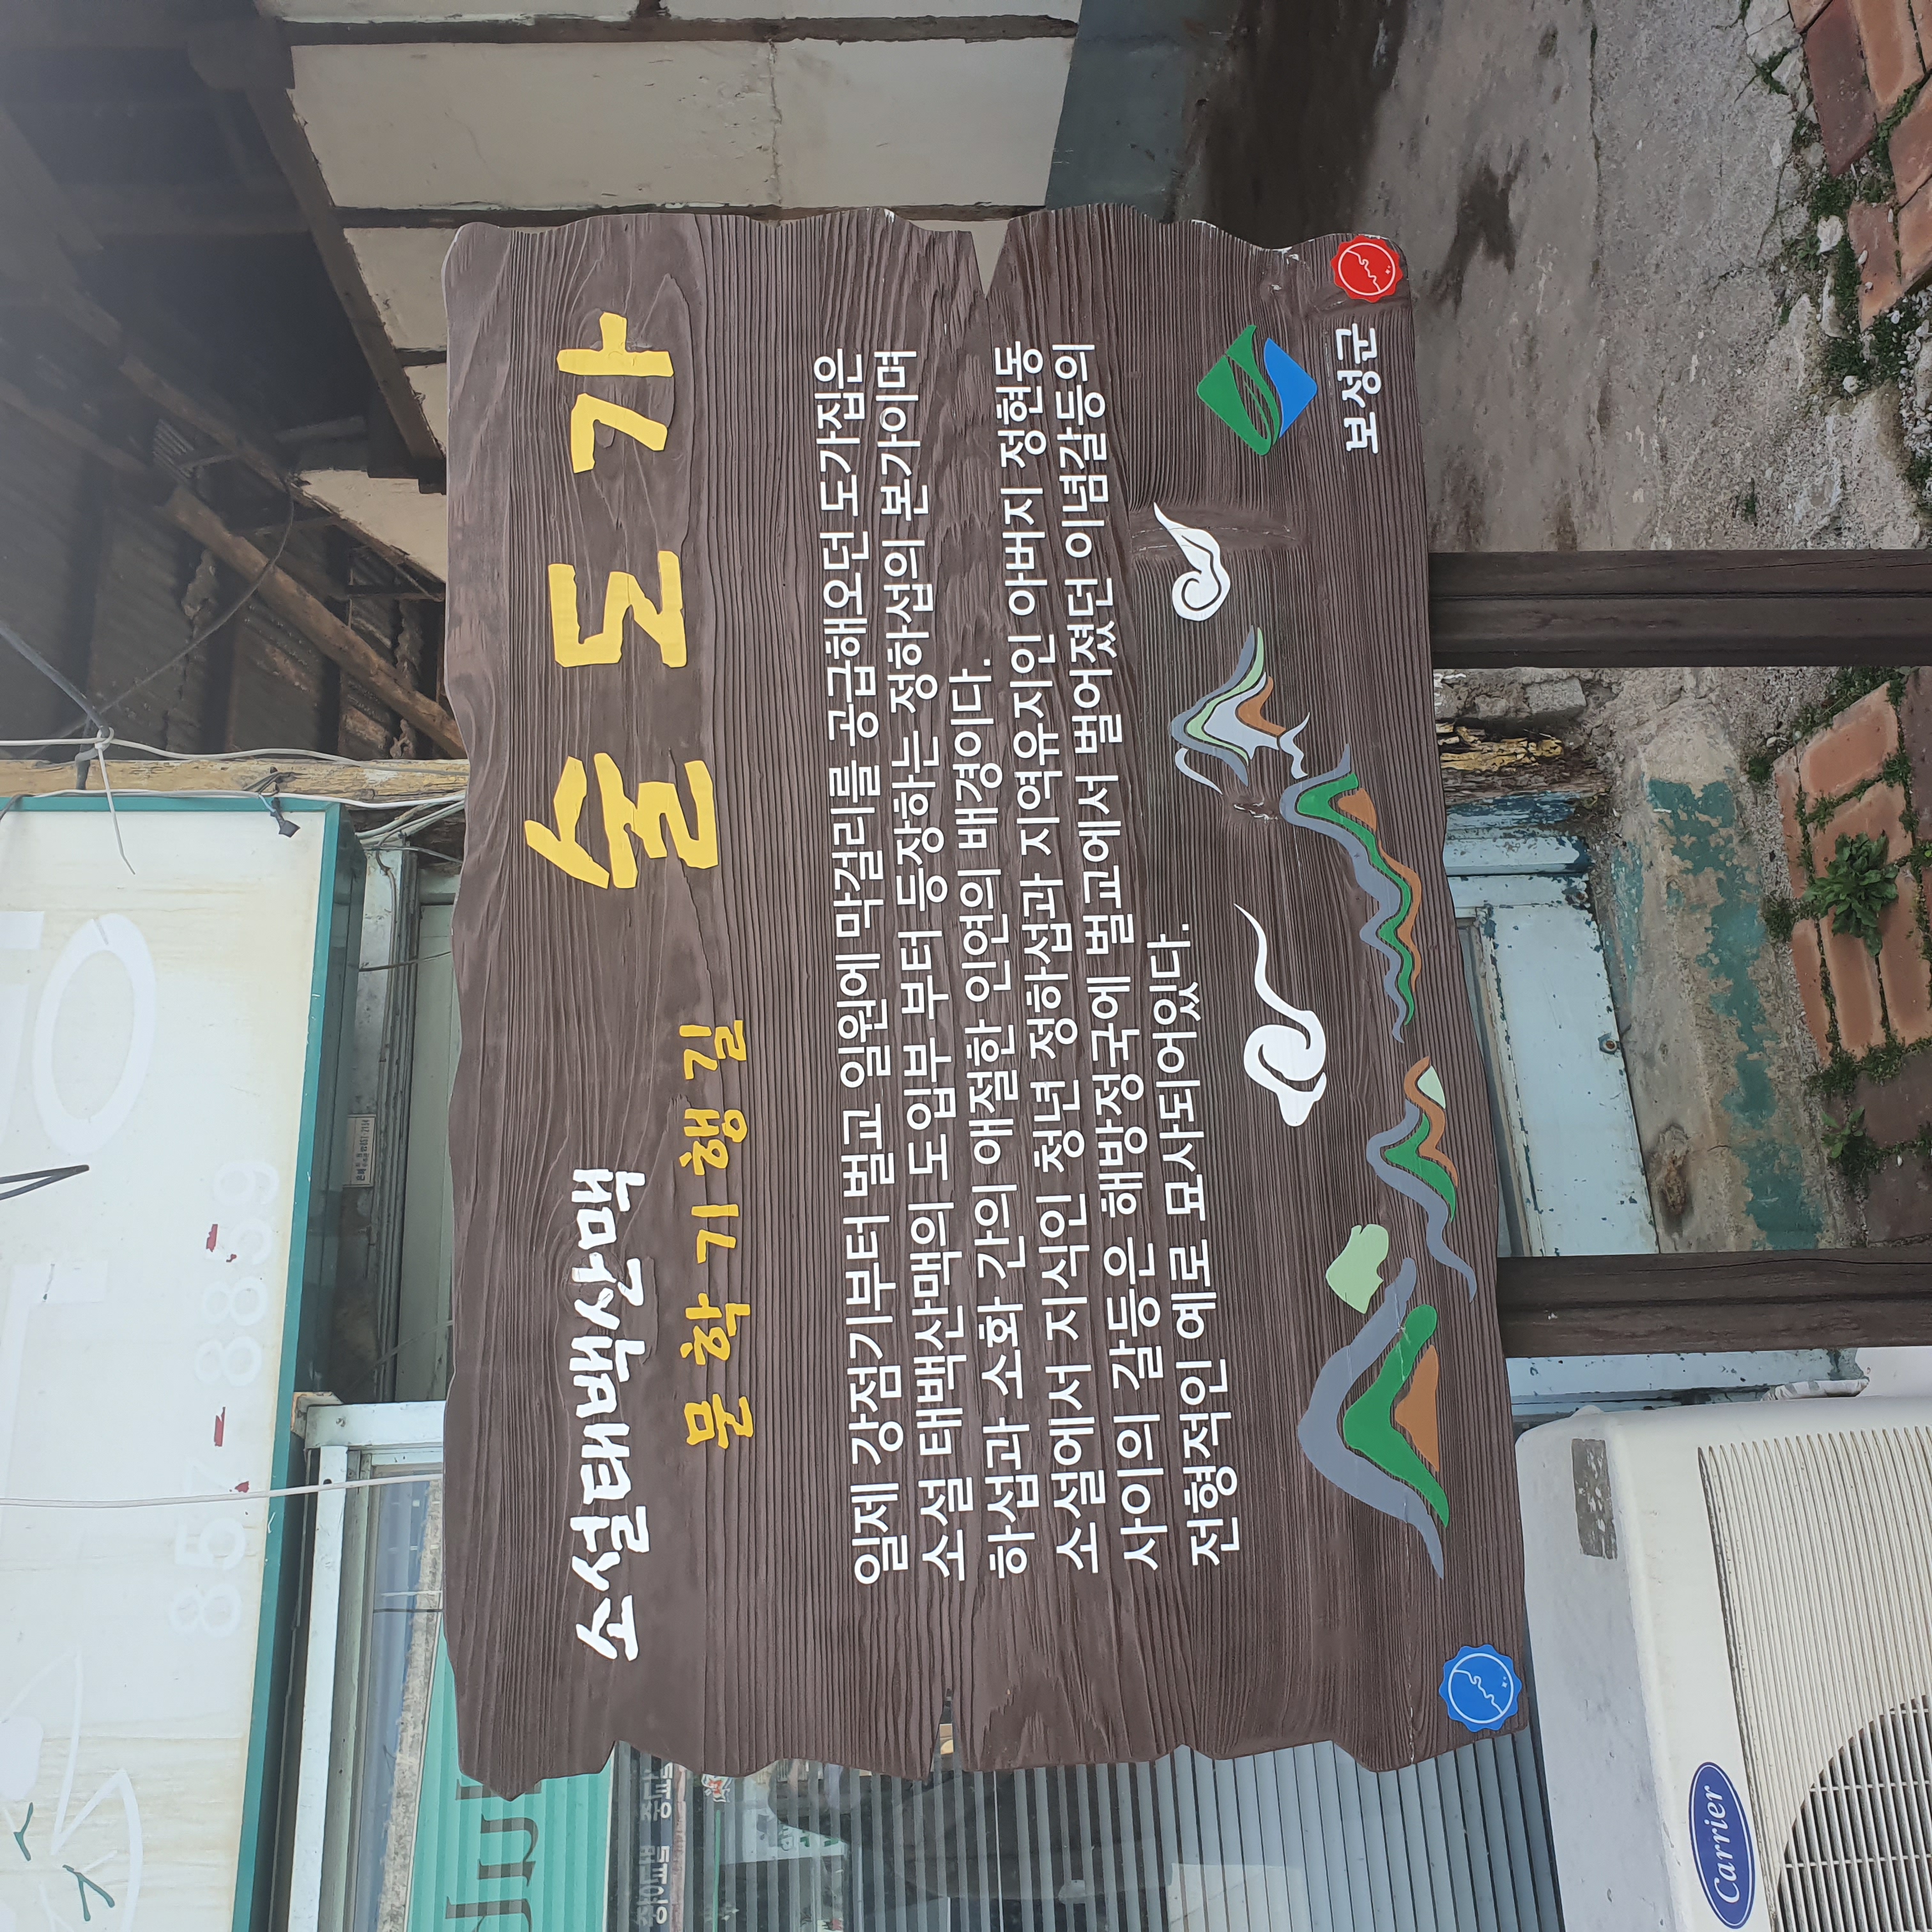 소설태백산맥
문학기행길
술도가
일제 강점기부터 벌교 일원에 막걸리를 공급해오던 도가집은
소설 태백산맥의 도입부 부터 등장하는 정하섭의 본가이며
하섭과 소화 간의 애절한 인연의 배경이다.
소설에서 지식인 청년 정하섭과 지역유지인 아버지 정현동
사이의 갈등은 해방정국에 벌교에서 벌어졌던 이념갈등의
전형적인 예로 묘사되어있다.
보성군
857-8859
Carrier